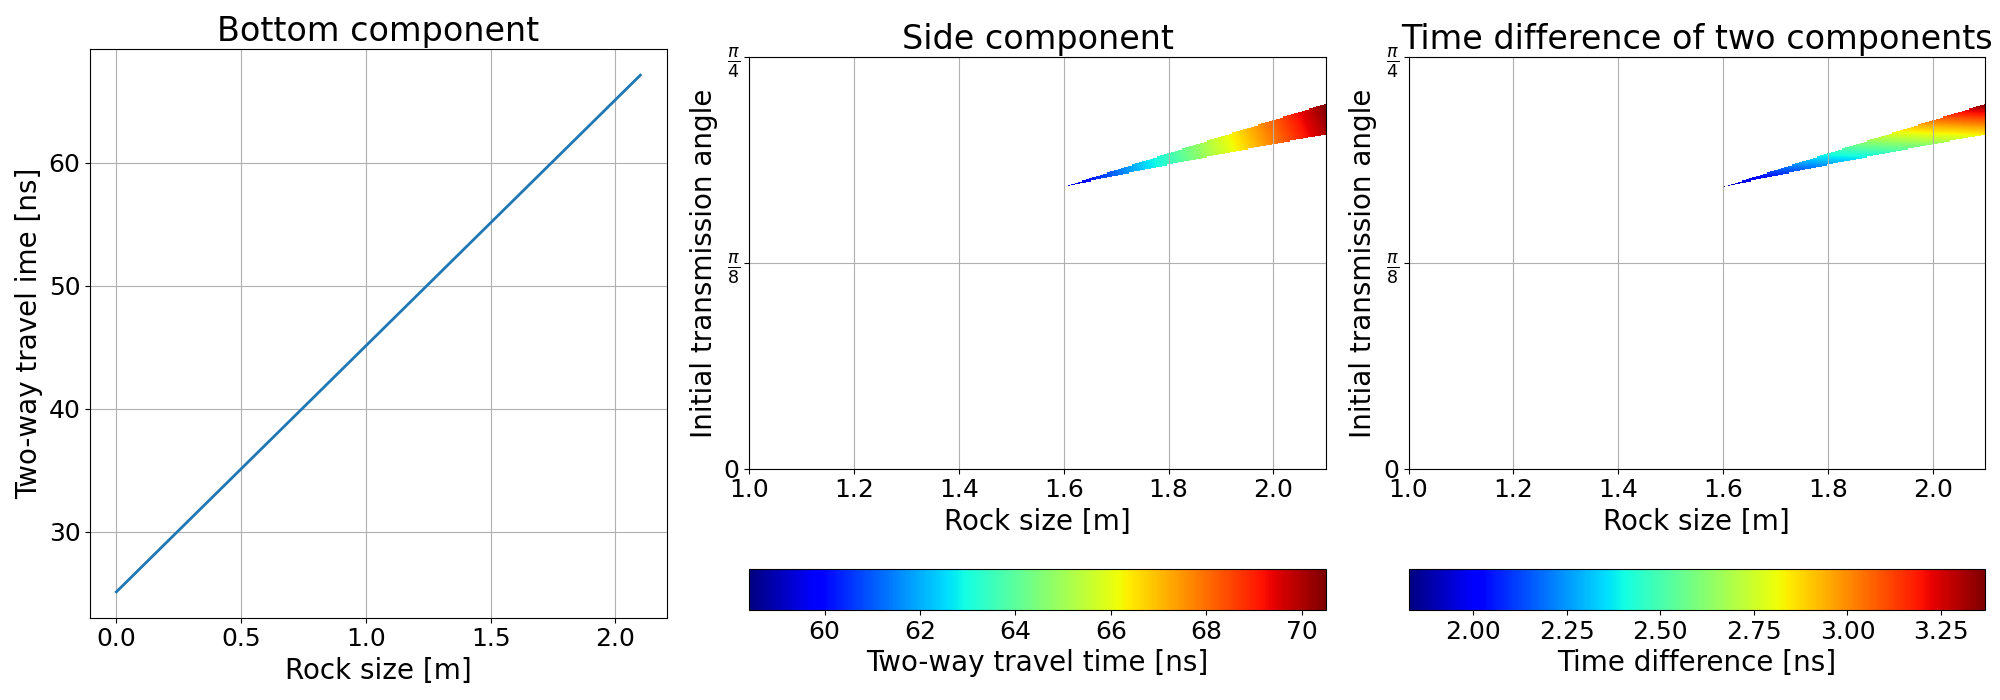 Bottom component
Two-way travel ime [ns]
60
50
40
30
0.0 0.5 1.0 1.5 2.0
Rock size [m]
Side component
Initial transmission angle
π/4
π/8
0
1.0 1.2 1.4 1.6 1.8 2.0
Rock size [m]
60 62 64 66 68 70
Two-way travel time [ns]
Time difference of two components
Initial transmission angle
π/4
π/8
0
1.0 1.2 1.4 1.6 1.8 2.0
Rock size [m]
2.00 2.25 2.50 2.75 3.00 3.25
Time difference [ns]